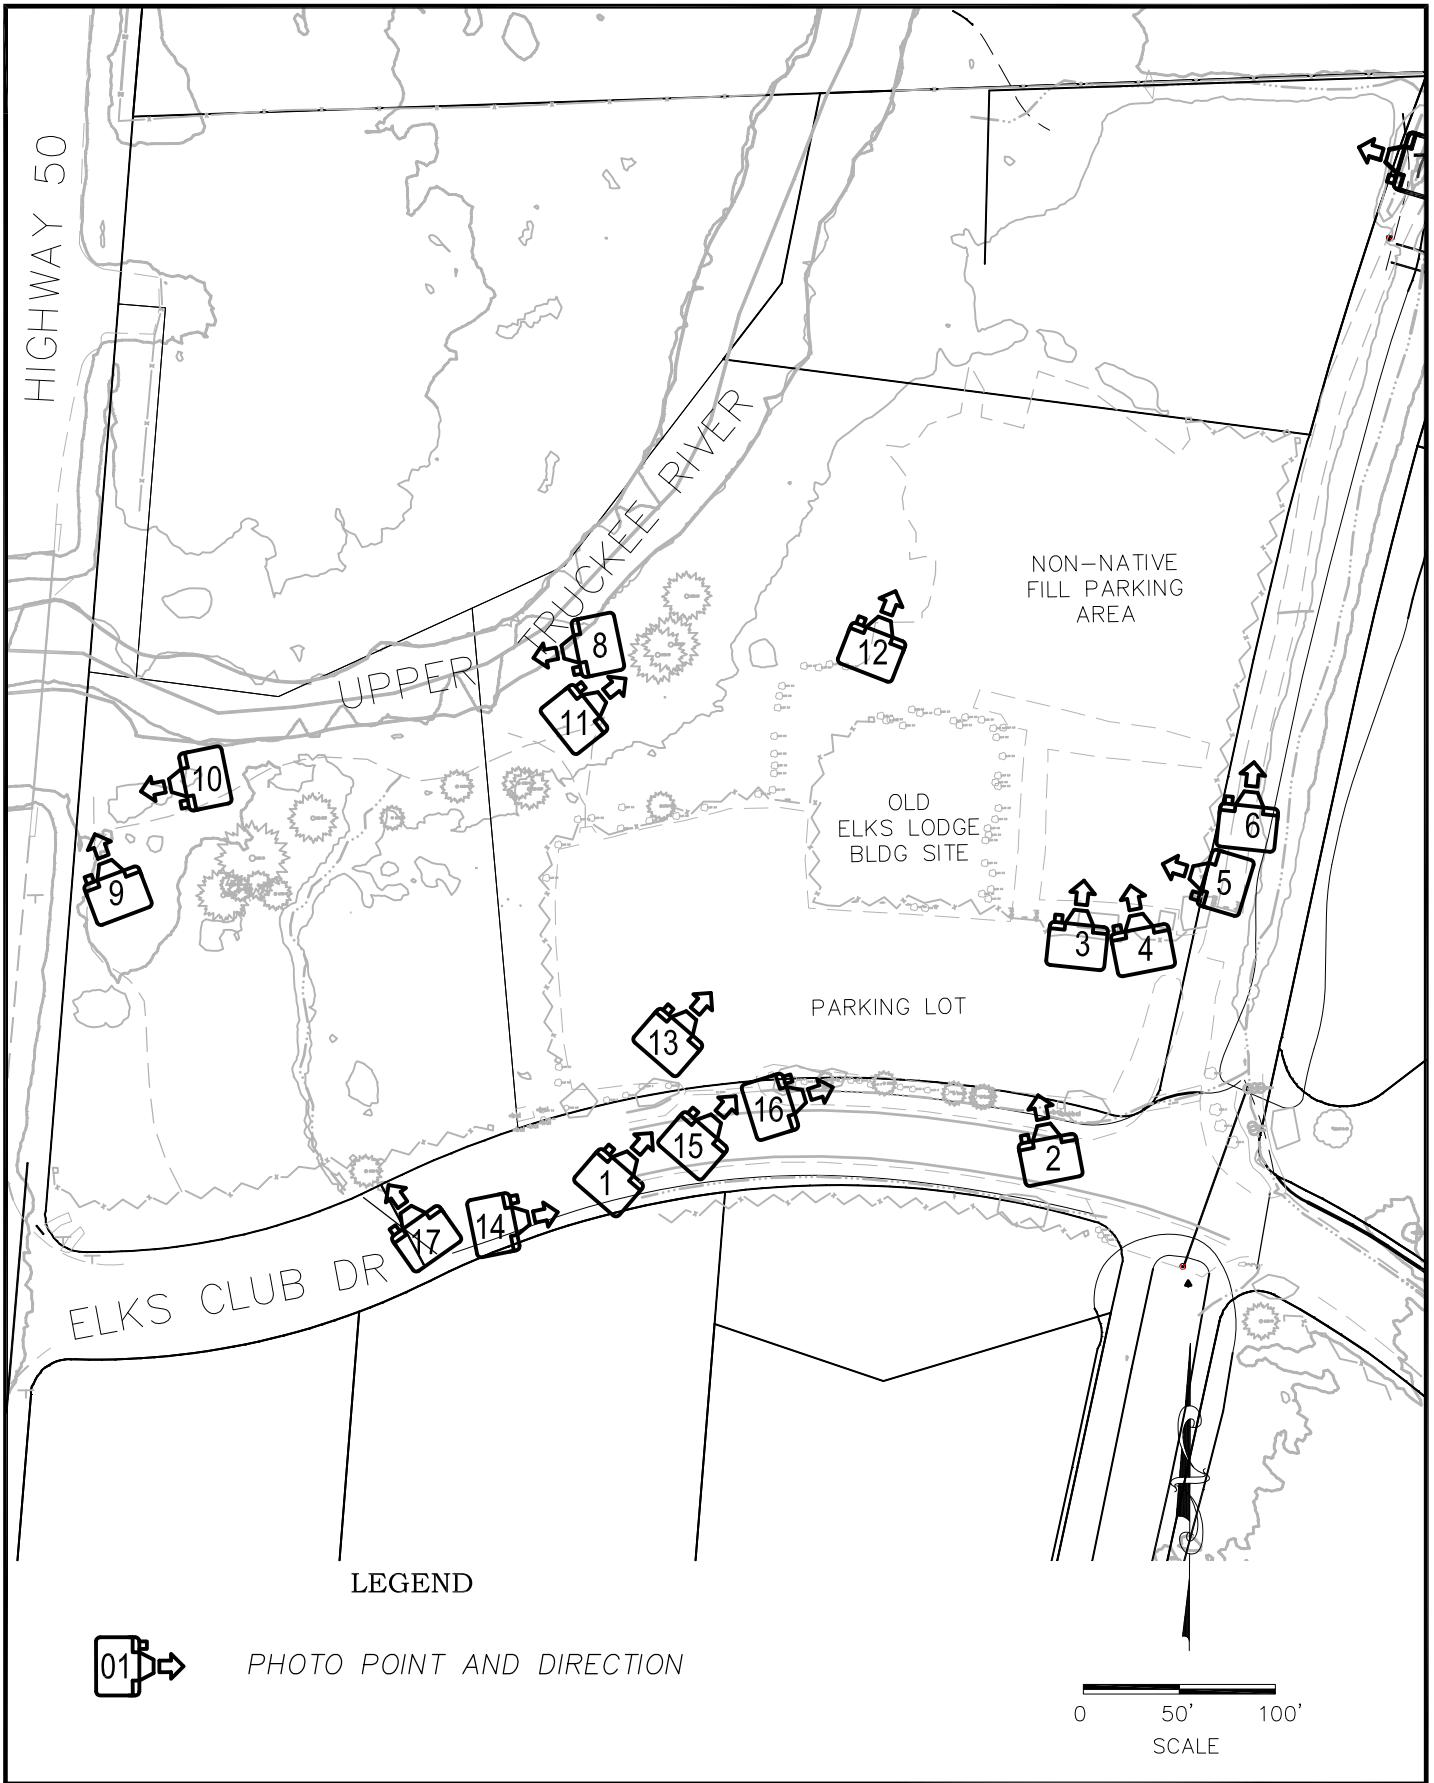 HIGHWAY 50
7
UPPER TRUCKEE RIVER
NON-NATIVE
FILL PARKING
AREA
8
12
11
10
OLD
ELKS LODGE
BLDG SITE
6
5
9
3
4
PARKING LOT
13
16
15
2
1
14
17
ELKS CLUB DR
LEGEND
01
PHOTO POINT AND DIRECTION
0 50' 100'
SCALE